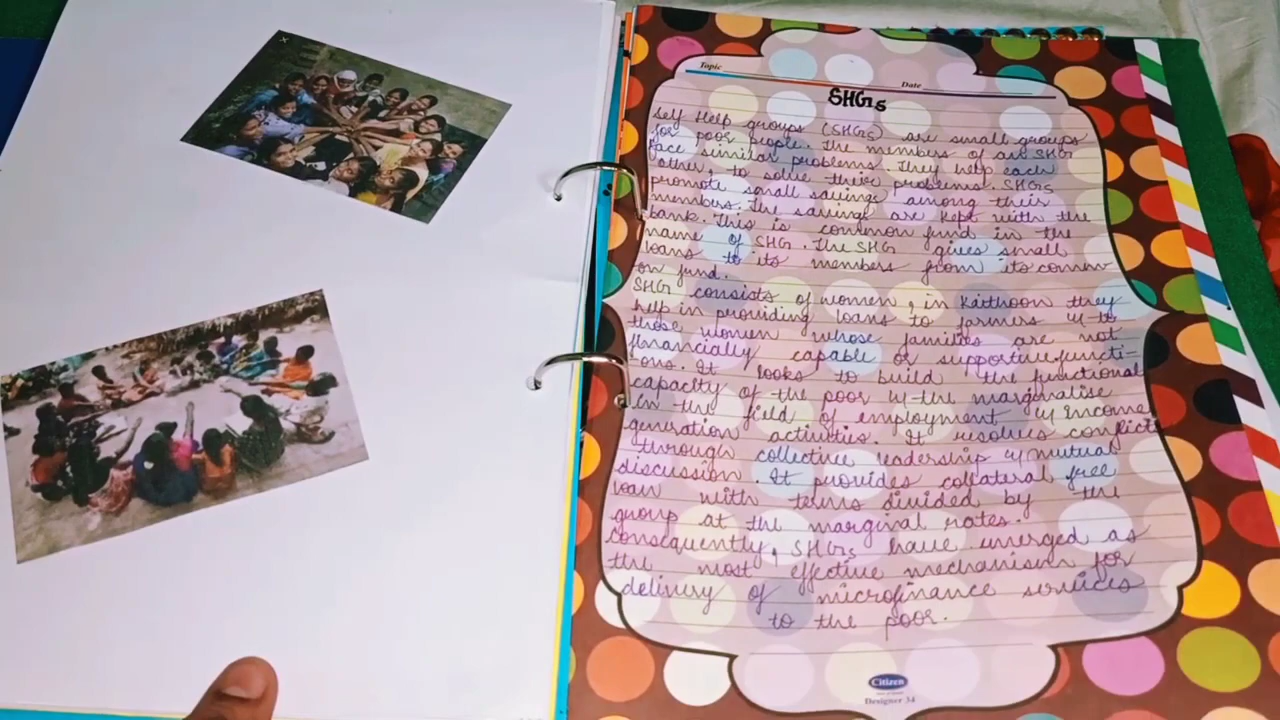 Topic
Date
SHGs
Self Help groups (SHGs) are small groups
for poor people. The members of an SHG
face similar problems. They help each
other, to solve their problems. SHGs
promote small savings among their
members. The savings are kept with the
bank. This is common fund in the
name of SHG. The SHG gives small
loans to its members from its comm
on fund.
SHG consists of women, in Kaithoon they
help in providing loans to farmers w to
those women whose families are not
financially capable or supportive functi-
ons. It looks to build the functional
capacity of the poor w the marginalise
in the field of employment w income
generation activities. It resolves conflicts
through collective leadership w mutual
discussion. It provides collateral free
loan with terms divided by the
group at the marginal rates.
consequently, SHGs have emerged as
the most effective mechanism for
delivery of microfinance services
to the poor.
Citizen
Designer 34